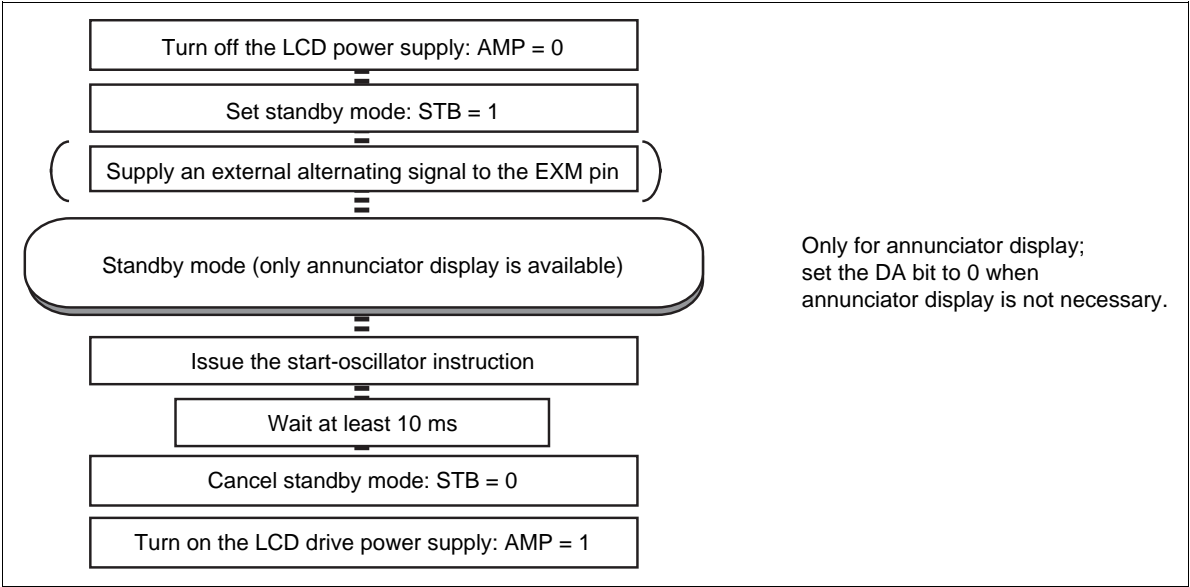 Turn off the LCD power supply: AMP = 0
Set standby mode: STB = 1
Supply an external alternating signal to the EXM pin
Standby mode (only annunciator display is available)
Only for annunciator display;
set the DA bit to 0 when
annunciator display is not necessary.
Issue the start-oscillator instruction
Wait at least 10 ms
Cancel standby mode: STB = 0
Turn on the LCD drive power supply: AMP = 1